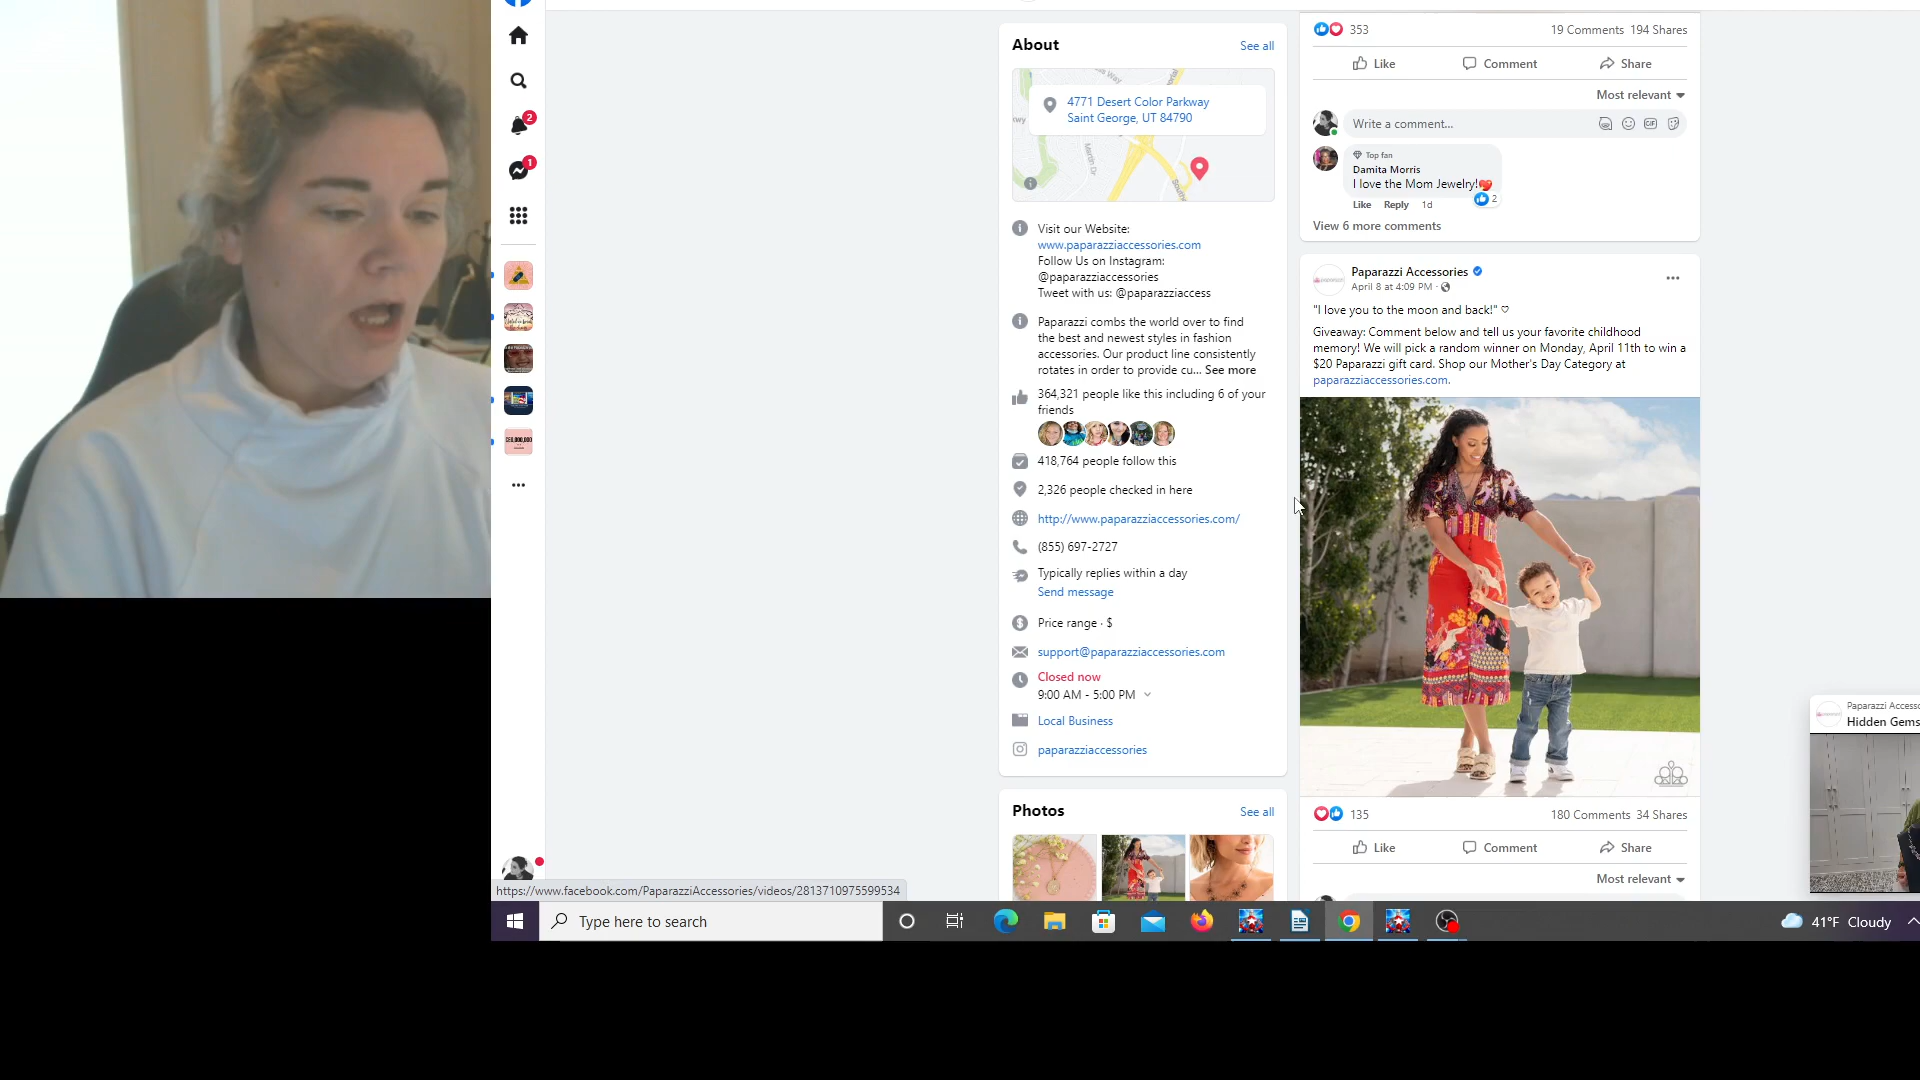 About
See all
4771 Desert Color Parkway
Saint George, UT 84790
Martin Dr
Visit our Website:
www.paparazziaccessories.com
Follow Us on Instagram:
@paparazziaccessories
Tweet with us: @paparazziaccess
Paparazzi combs the world over to find
the best and newest styles in fashion
accessories. Our product line consistently
rotates in order to provide cu... See more
364,321 people like this including 6 of your
friends
418,764 people follow this
2,326 people checked in here
http://www.paparazziaccessories.com/
(855) 697-2727
Typically replies within a day
Send message
Price range · $
support@paparazziaccessories.com
Closed now
9:00 AM - 5:00 PM
Local Business
paparazziaccessories
Photos
See all
353
19 Comments 194 Shares
Like Comment Share
Most relevant
Write a comment...
GIF
Top fan
Damita Morris
I love the Mom Jewelry!
2
Like Reply 1d
View 6 more comments
Paparazzi Accessories
April 8 at 4:09 PM ·
"I love you to the moon and back!" ♡
Giveaway: Comment below and tell us your favorite childhood
memory! We will pick a random winner on Monday, April 11th to win a
$20 Paparazzi gift card. Shop our Mother's Day Category at
paparazziaccessories.com.
135
180 Comments 34 Shares
Like Comment Share
Most relevant
Paparazzi Accesso
Hidden Gems
2
1
https://www.facebook.com/PaparazziAccessories/videos/2813710975599534
Type here to search
41°F Cloudy